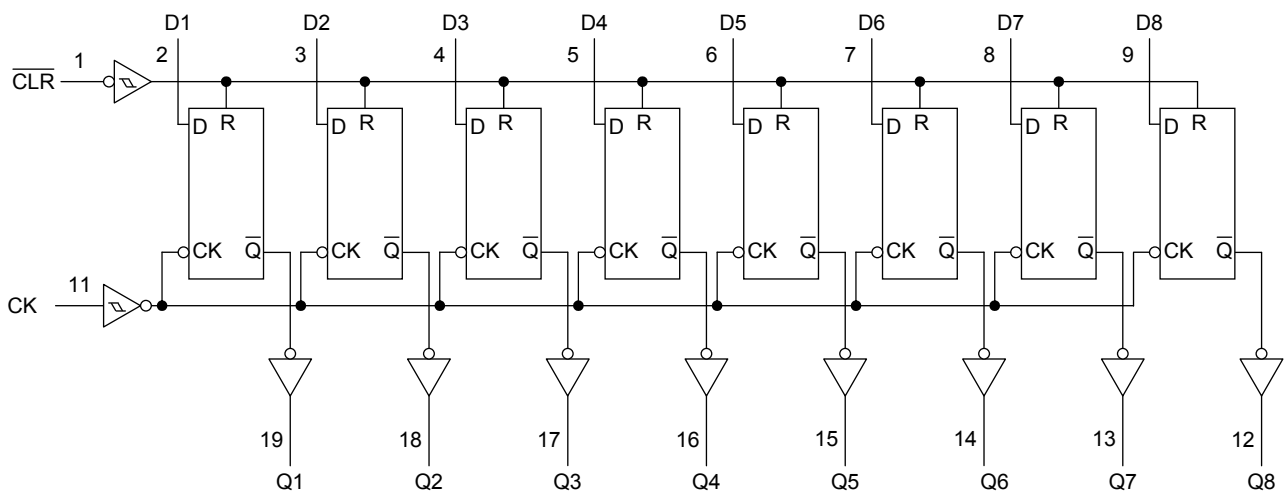 D1 D2 D3 D4 D5 D6 D7 D8
1 2 3 4 5 6 7 8 9
C̅L̅R̅
D R D R D R D R D R D R D R D R
CK Q̅ CK Q̅ CK Q̅ CK Q̅ CK Q̅ CK Q̅ CK Q̅ CK Q̅
11
CK
19 18 17 16 15 14 13 12
Q1 Q2 Q3 Q4 Q5 Q6 Q7 Q8